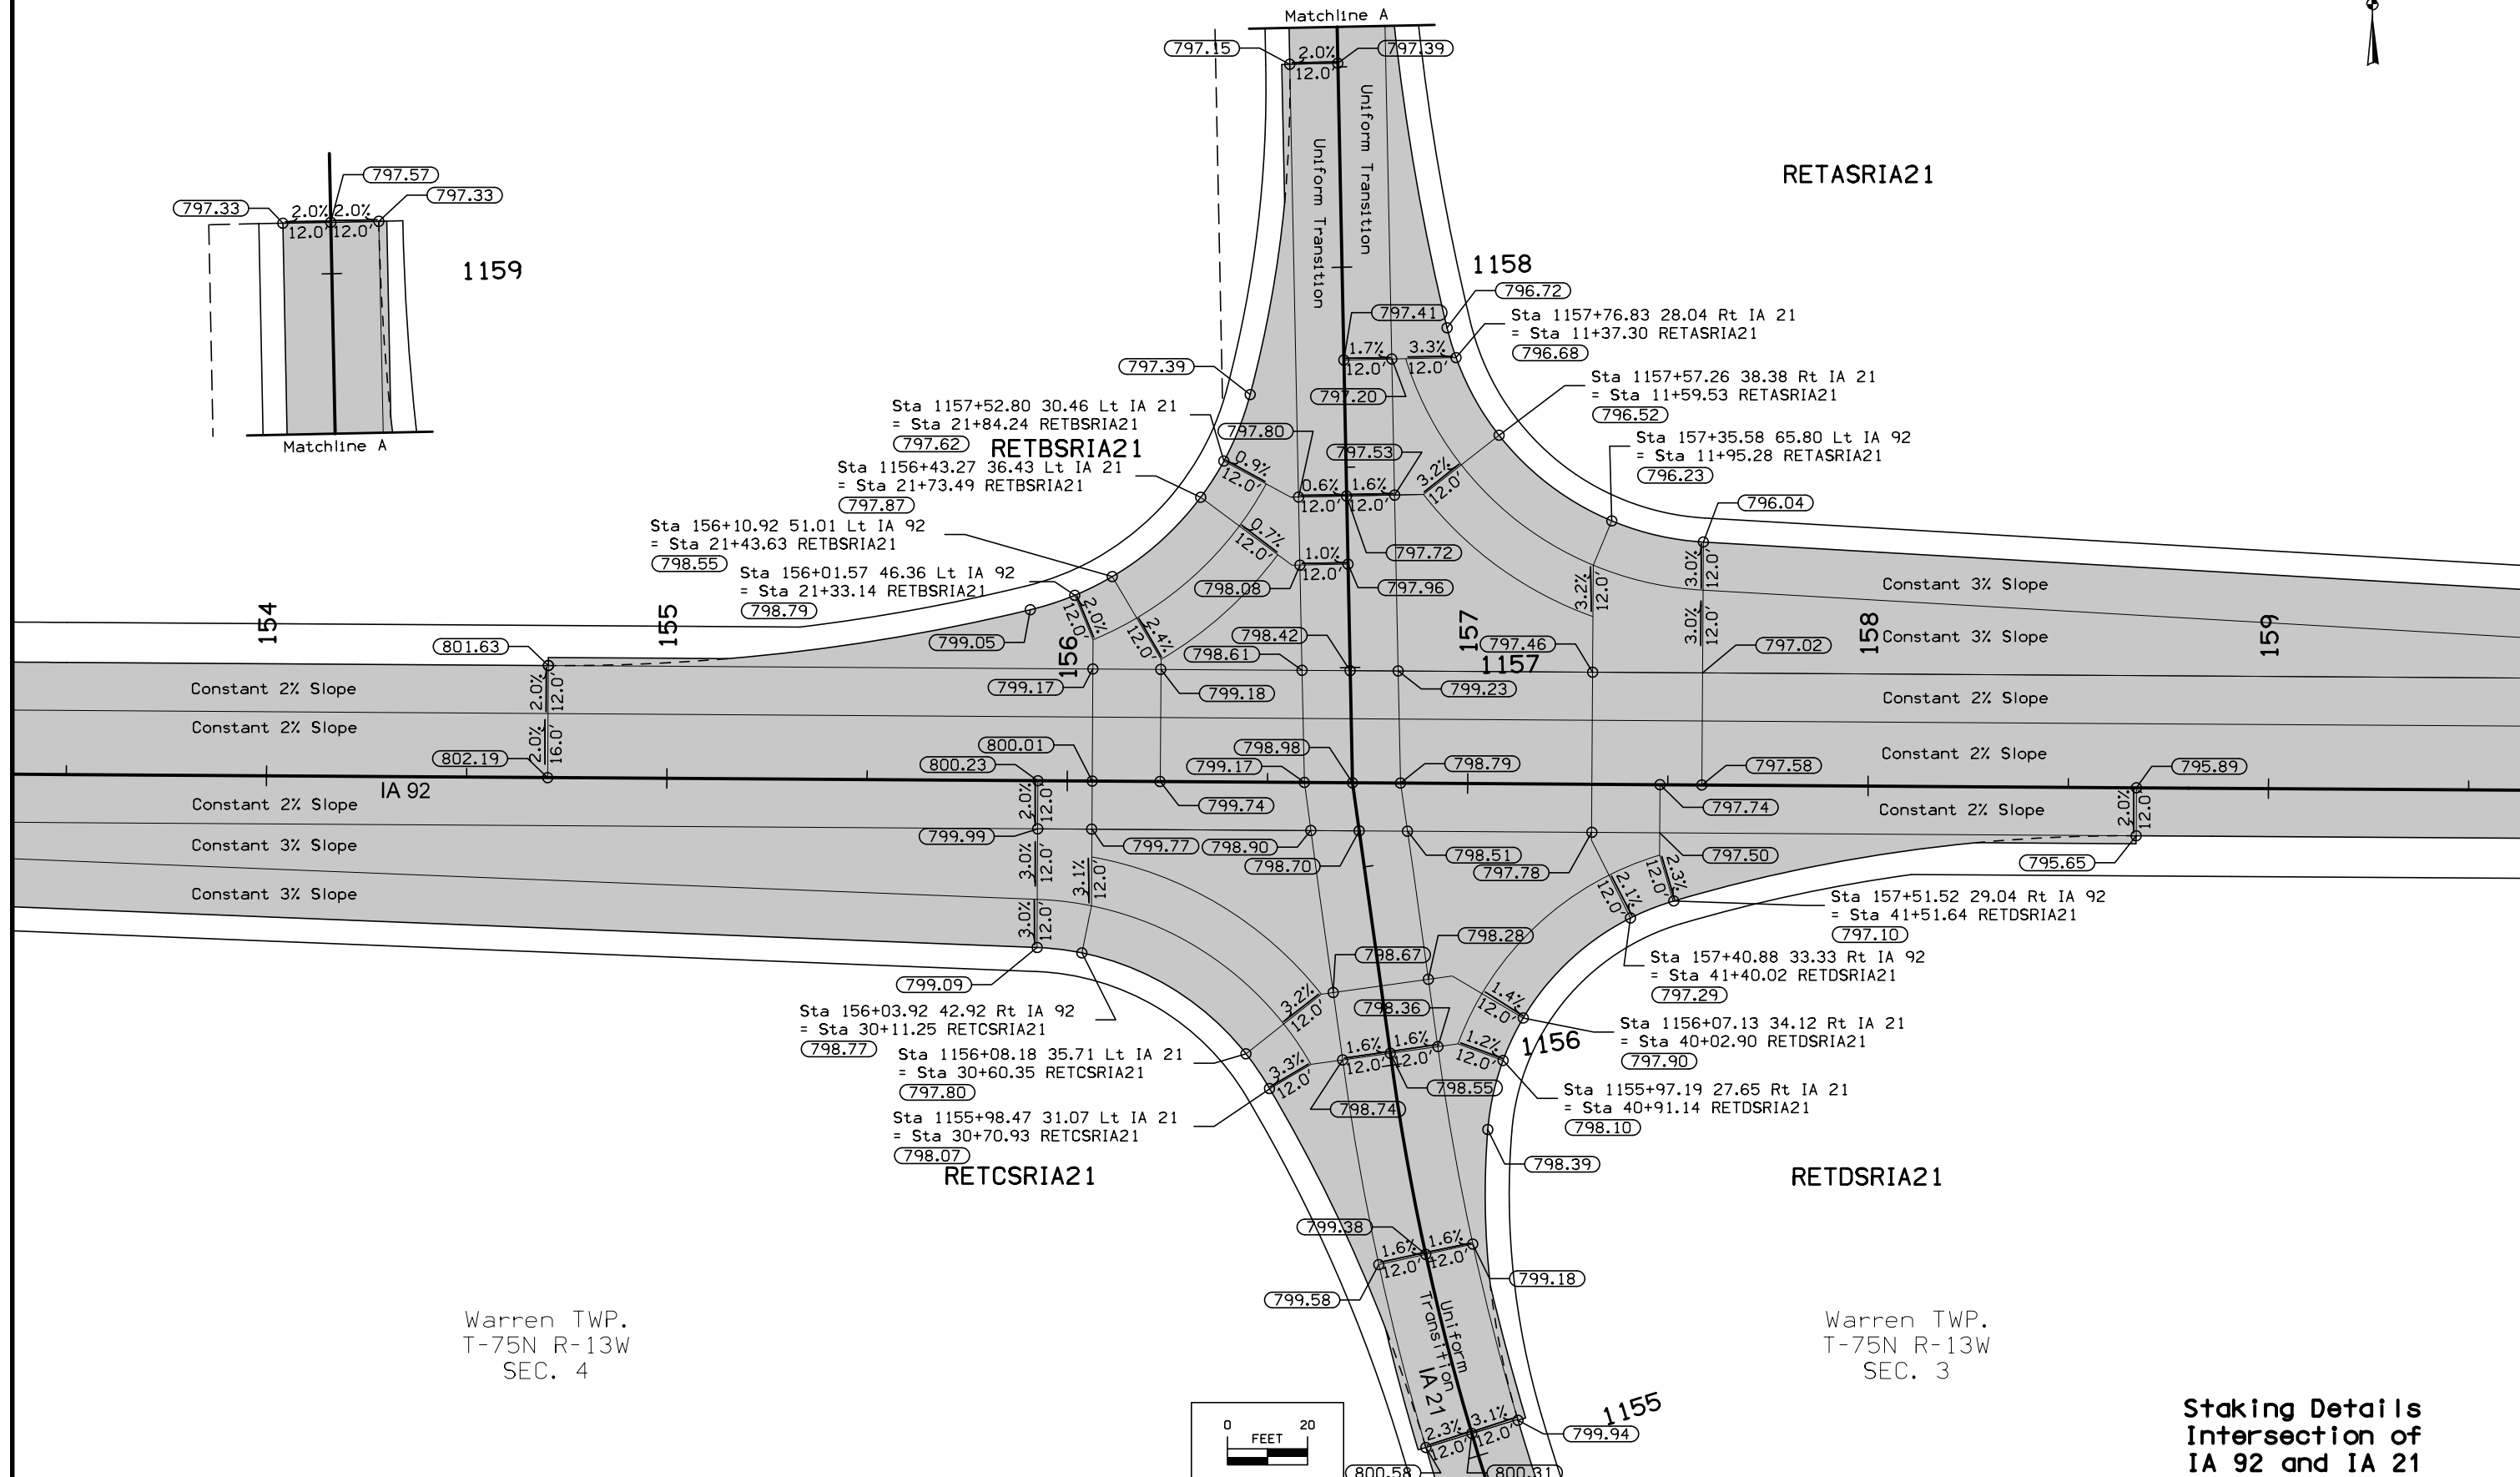 Matchline A
797.15
2.0%
12.0'
797.39
Uniform Transition
Uniform Transition
RETASRIA21
797.57
797.33
797.33
2.0% 2.0%
12.0' 12.0'
1159
Matchline A
1158
796.72
797.41
Sta 1157+76.83 28.04 Rt IA 21
= Sta 11+37.30 RETASRIA21
796.68
1.7%
12.0'
3.3%
12.0'
797.39
797.20
Sta 1157+57.26 38.38 Rt IA 21
= Sta 11+59.53 RETASRIA21
796.52
Sta 1157+52.80 30.46 Lt IA 21
= Sta 21+84.24 RETBSRIA21
797.62
RETBSRIA21
797.80
797.53
Sta 157+35.58 65.80 Lt IA 92
= Sta 11+95.28 RETASRIA21
796.23
Sta 1156+43.27 36.43 Lt IA 21
= Sta 21+73.49 RETBSRIA21
797.87
0.9%
12.0'
0.6%
12.0'
1.6%
12.0'
3.2%
12.0'
796.04
Sta 156+10.92 51.01 Lt IA 92
= Sta 21+43.63 RETBSRIA21
798.55
0.7%
12.0'
1.0%
12.0'
797.72
Sta 156+01.57 46.36 Lt IA 92
= Sta 21+33.14 RETBSRIA21
798.79
798.08
797.96
3.2%
12.0'
3.0%
12.0'
Constant 3% Slope
154
155
156
157
158
159
801.63
799.05
2.0%
12.0'
2.4%
12.0'
798.42
798.61
797.46
1157
3.0%
12.0'
797.02
Constant 3% Slope
Constant 2% Slope
2.0%
12.0'
799.17
799.18
799.23
Constant 2% Slope
Constant 2% Slope
2.0%
16.0'
802.19
800.01
800.23
798.98
799.17
798.79
797.58
Constant 2% Slope
795.89
IA 92
Constant 2% Slope
2.0%
12.0'
799.74
797.74
Constant 2% Slope
2.0%
12.0'
799.99
Constant 3% Slope
799.77
798.90
798.70
798.51
797.78
797.50
795.65
3.0%
12.0'
3.1%
12.0'
2.1%
12.0'
2.3%
12.0'
Constant 3% Slope
3.0%
12.0'
Sta 157+51.52 29.04 Rt IA 92
= Sta 41+51.64 RETDSRIA21
797.10
798.28
798.67
Sta 157+40.88 33.33 Rt IA 92
= Sta 41+40.02 RETDSRIA21
797.29
799.09
Sta 156+03.92 42.92 Rt IA 92
= Sta 30+11.25 RETCSRIA21
798.77
3.2%
12.0'
798.36
1.4%
12.0'
Sta 1156+07.13 34.12 Rt IA 21
= Sta 40+02.90 RETDSRIA21
797.90
1156
Sta 1156+08.18 35.71 Lt IA 21
= Sta 30+60.35 RETCSRIA21
797.80
3.3%
12.0'
1.6%
12.0'
1.6%
12.0'
1.2%
12.0'
798.55
798.74
Sta 1155+97.19 27.65 Rt IA 21
= Sta 40+91.14 RETDSRIA21
798.10
Sta 1155+98.47 31.07 Lt IA 21
= Sta 30+70.93 RETCSRIA21
798.07
RETCSRIA21
798.39
RETDSRIA21
799.38
1.6%
12.0'
1.6%
12.0'
799.18
799.58
Uniform
Transition
IA 21
Warren TWP.
T-75N R-13W
SEC. 4
Warren TWP.
T-75N R-13W
SEC. 3
2.3%
12.0'
3.1%
12.0'
1155
799.94
800.58
800.31
0 20
FEET
Staking Details
Intersection of
IA 92 and IA 21